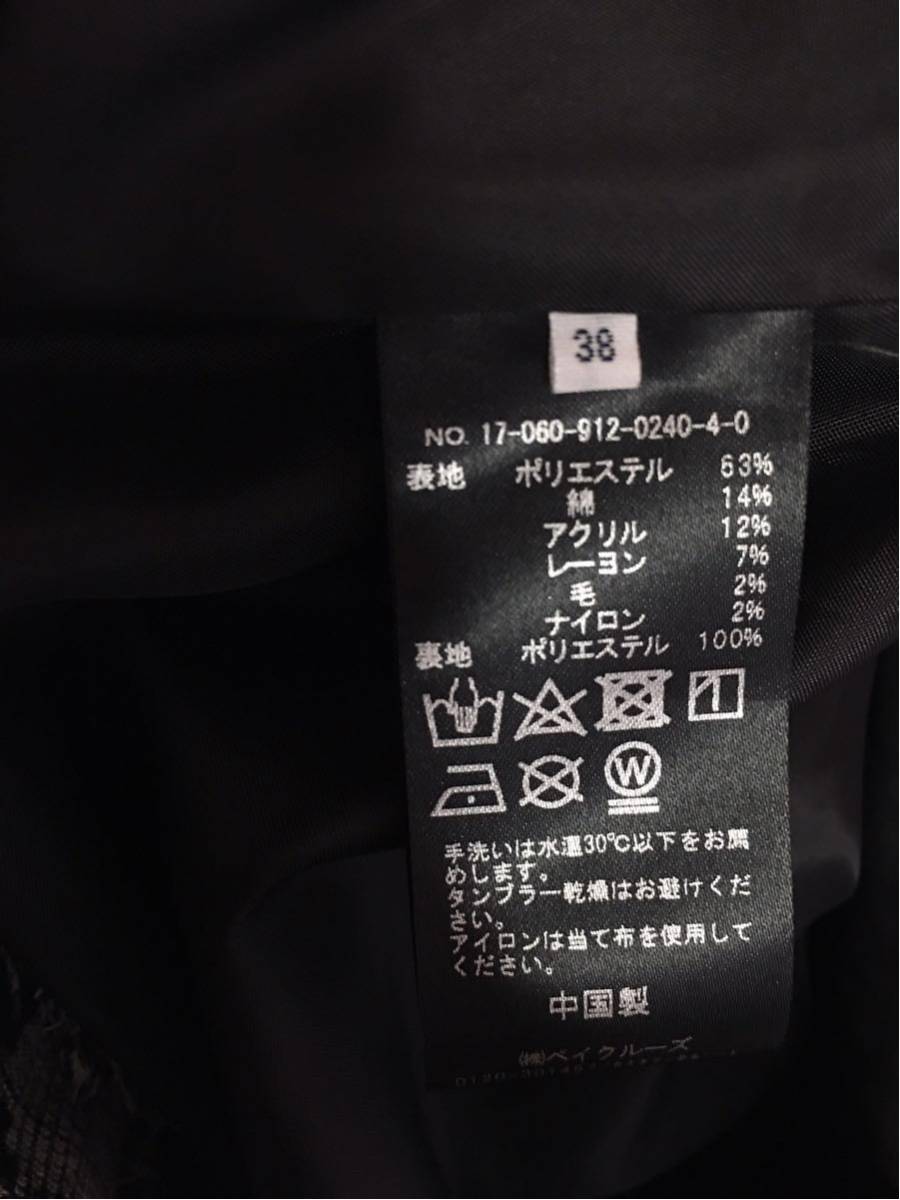 38
NO. 17-060-912-0240-4-0
表地 ポリエステル 63%
綿 14%
アクリル 12%
レーヨン 7%
毛 2%
ナイロン 2%
裏地 ポリエステル 100%
W
手洗いは水温30℃以下をお薦
めします。
タンブラー乾燥はお避けくだ
さい。
アイロンは当て布を使用して
ください。
中国製
㈱ベイクルーズ